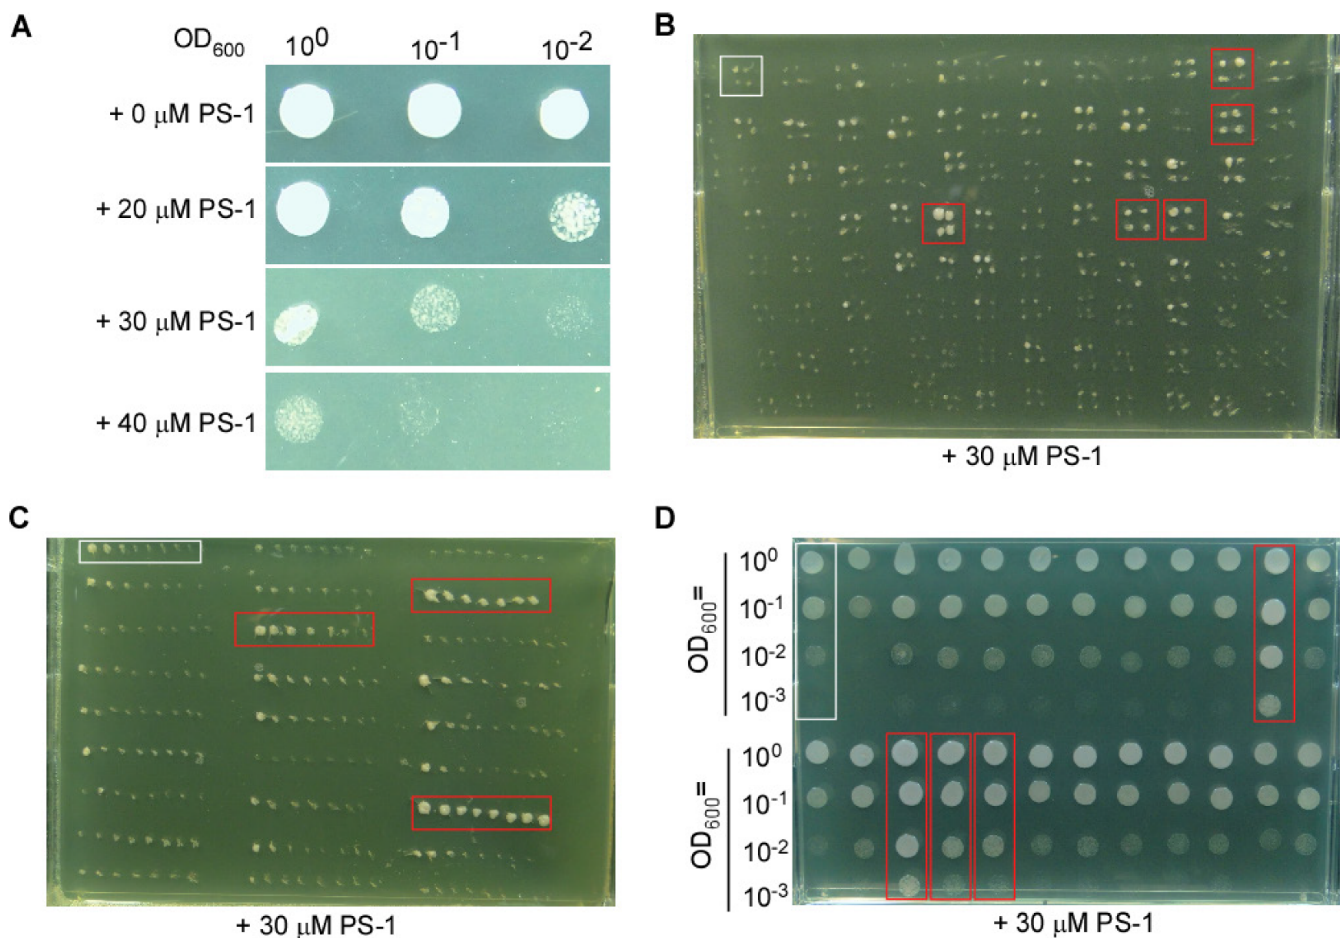 A
OD600 10^0 10^-1 10^-2
+ 0 μM PS-1
+ 20 μM PS-1
+ 30 μM PS-1
+ 40 μM PS-1
B
+ 30 μM PS-1
C
+ 30 μM PS-1
D
OD600=
10^0
10^-1
10^-2
10^-3
OD600=
10^0
10^-1
10^-2
10^-3
+ 30 μM PS-1